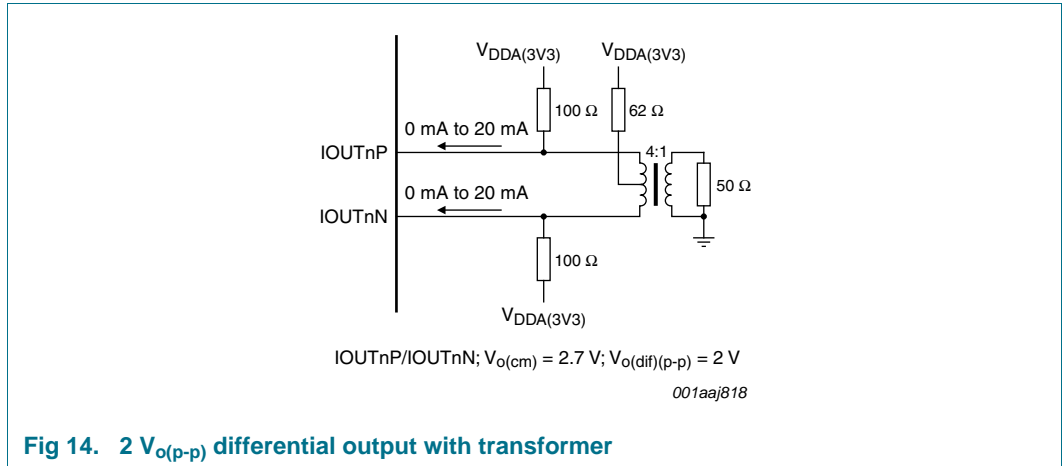 V_DDA(3V3) V_DDA(3V3)
100 Ω 62 Ω
0 mA to 20 mA
IOUTnP
4:1
50 Ω
0 mA to 20 mA
IOUTnN
100 Ω
V_DDA(3V3)
IOUTnP/IOUTnN; V_o(cm) = 2.7 V; V_o(dif)(p-p) = 2 V
001aaj818
Fig 14. 2 V_o(p-p) differential output with transformer